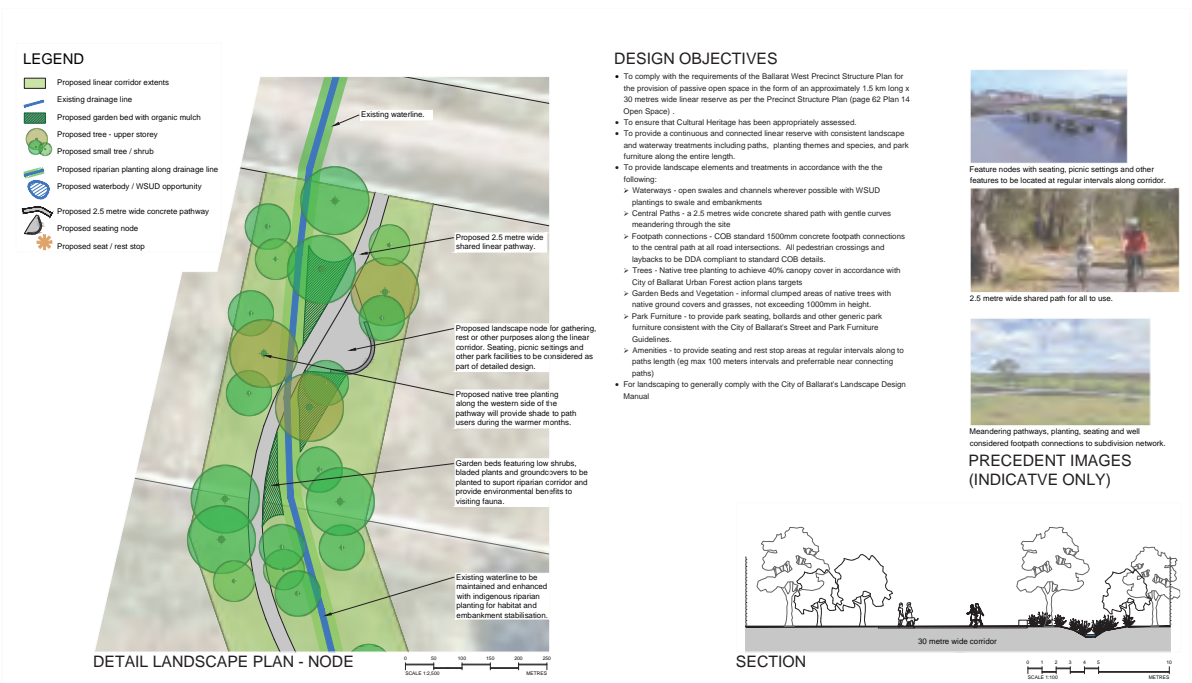 LEGEND
Proposed linear corridor extents
Existing drainage line
Proposed garden bed with organic mulch
Proposed tree - upper storey
Proposed small tree / shrub
Proposed riparian planting along drainage line
Proposed waterbody / WSUD opportunity
Proposed 2.5 metre wide concrete pathway
Proposed seating node
Proposed seat / rest stop
Existing waterline.
Proposed 2.5 metre wide
shared linear pathway.
Proposed landscape node for gathering,
rest or other purposes along the linear
corridor. Seating, picnic settings and
other park facilities to be considered as
part of detailed design.
Proposed native tree planting
along the western side of the
pathway will provide shade to path
users during the warmer months.
Garden beds featuring low shrubs,
bladed plants and groundcovers to be
planted to suport riparian corridor and
provide environmental benefits to
visiting fauna.
Existing waterline to be
maintained and enhanced
with indigenous riparian
planting for habitat and
embankment stabilisation.
DETAIL LANDSCAPE PLAN - NODE
0 50 100 150 200 250
SCALE 1:2,500 METRES
DESIGN OBJECTIVES
• To comply with the requirements of the Ballarat West Precinct Structure Plan for
the provision of passive open space in the form of an approximately 1.5 km long x
30 metres wide linear reserve as per the Precinct Structure Plan (page 62 Plan 14
Open Space) .
• To ensure that Cultural Heritage has been appropriately assessed.
• To provide a continuous and connected linear reserve with consistent landscape
and waterway treatments including paths, planting themes and species, and park
furniture along the entire length.
• To provide landscape elements and treatments in accordance with the the
following:
➢ Waterways - open swales and channels wherever possible with WSUD
plantings to swale and embankments
➢ Central Paths - a 2.5 metres wide concrete shared path with gentle curves
meandering through the site
➢ Footpath connections - COB standard 1500mm concrete footpath connections
to the central path at all road intersections. All pedestrian crossings and
laybacks to be DDA compliant to standard COB details.
➢ Trees - Native tree planting to achieve 40% canopy cover in accordance with
City of Ballarat Urban Forest action plans targets
➢ Garden Beds and Vegetation - informal clumped areas of native trees with
native ground covers and grasses, not exceeding 1000mm in height.
➢ Park Furniture - to provide park seating, bollards and other generic park
furniture consistent with the City of Ballarat's Street and Park Furniture
Guidelines.
➢ Amenities - to provide seating and rest stop areas at regular intervals along to
paths length (eg max 100 meters intervals and preferrable near connecting
paths)
• For landscaping to generally comply with the City of Ballarat's Landscape Design
Manual
Feature nodes with seating, picnic settings and other
features to be located at regular intervals along corridor.
2.5 metre wide shared path for all to use.
Meandering pathways, planting, seating and well
considered footpath connections to subdivision network.
PRECEDENT IMAGES
(INDICATVE ONLY)
30 metre wide corridor
SECTION
0 1 2 3 4 5 10
SCALE 1:100 METRES